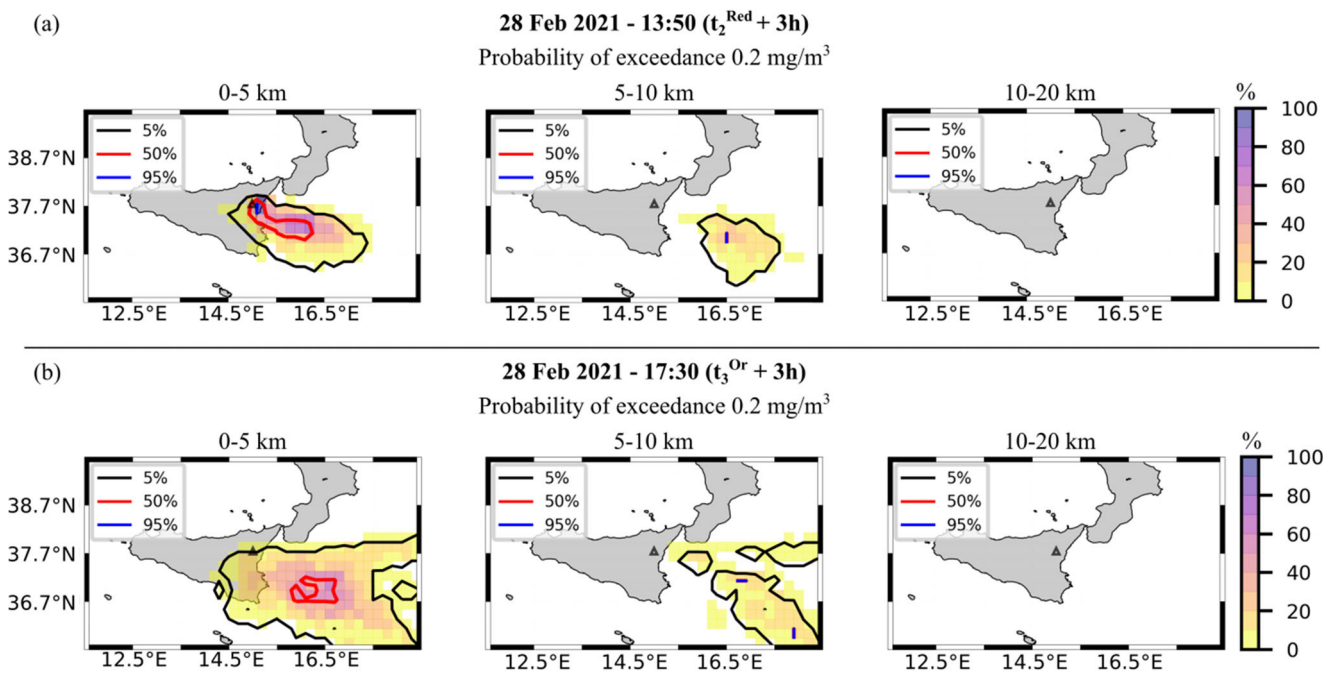 (a)
28 Feb 2021 - 13:50 (t₂ᴿᵉᵈ + 3h)
Probability of exceedance 0.2 mg/m³
0-5 km
5-10 km
10-20 km
%
5%
50%
95%
5%
50%
95%
5%
50%
95%
38.7°N
37.7°N
36.7°N
12.5°E 14.5°E 16.5°E
12.5°E 14.5°E 16.5°E
12.5°E 14.5°E 16.5°E
100
80
60
40
20
0
(b)
28 Feb 2021 - 17:30 (t₃ᴼʳ + 3h)
Probability of exceedance 0.2 mg/m³
0-5 km
5-10 km
10-20 km
%
5%
50%
95%
5%
50%
95%
5%
50%
95%
38.7°N
37.7°N
36.7°N
12.5°E 14.5°E 16.5°E
12.5°E 14.5°E 16.5°E
12.5°E 14.5°E 16.5°E
100
80
60
40
20
0